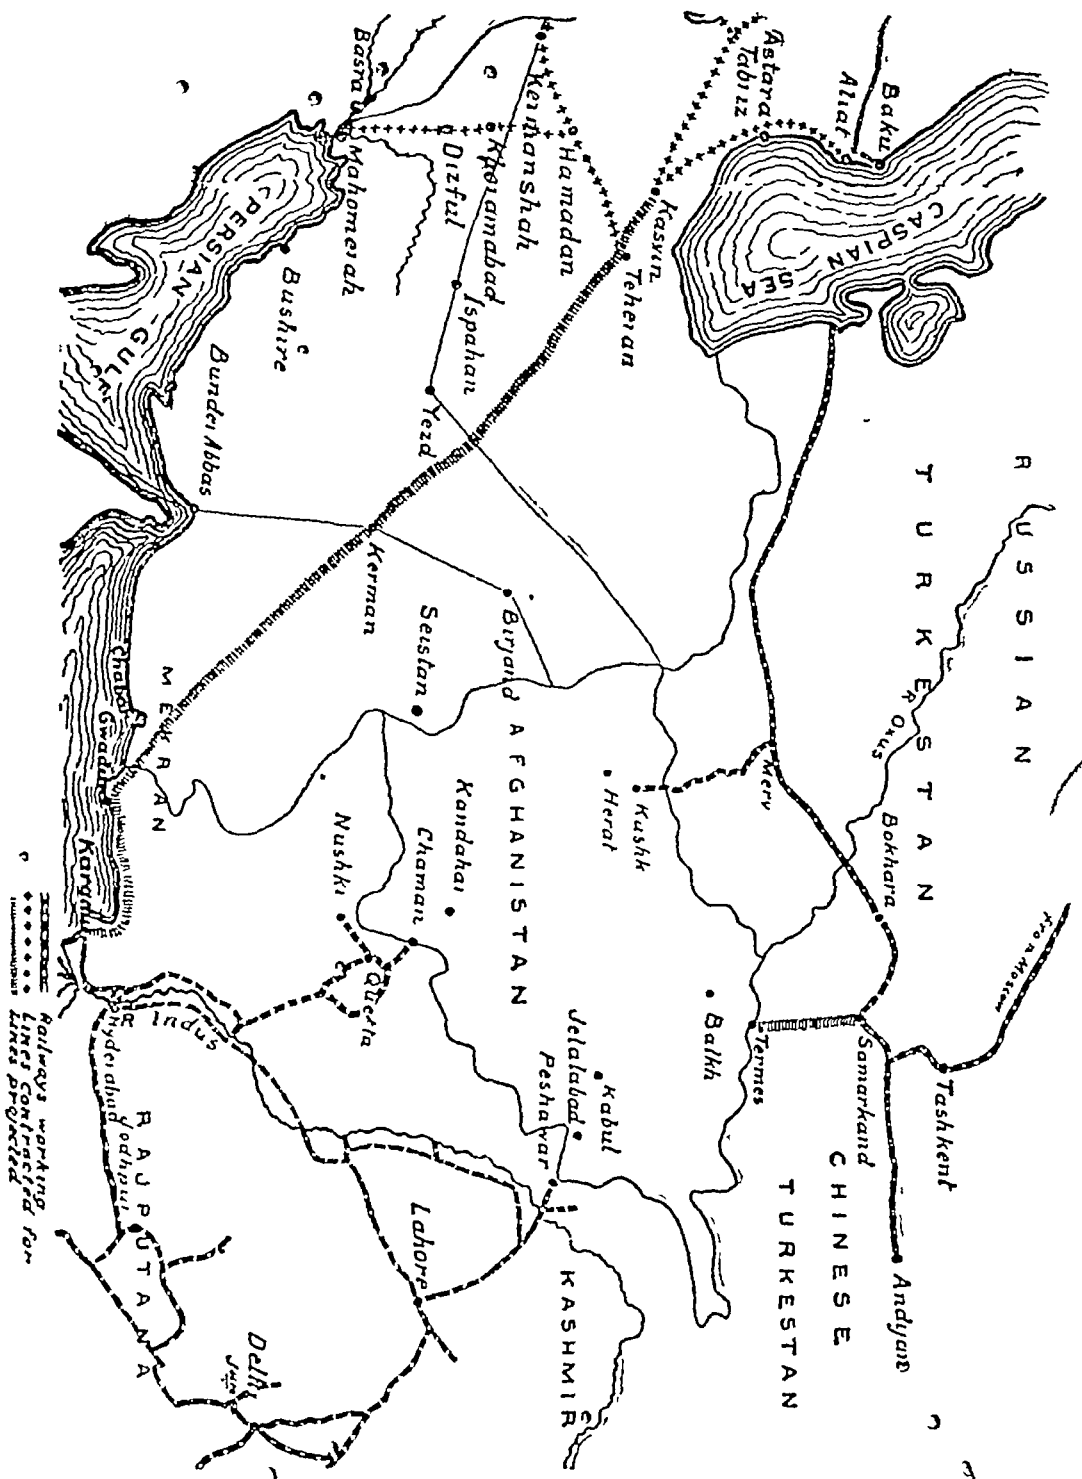 RUSSIAN
TURKESTAN
Baku
Aliat
Astara
Tabriz
CASPIAN
SEA
Kasvin
Teheran
Hamadan
Kermanshah
Khoramabad
Dizful
Basra
Mahomerah
Ispahan
Yezd
Bushire
PERSIAN GULF
Bunder Abbas
Kerman
Birjand
Seistan
MEKRAN
Chabar
Gwadur
Karachi
R Oxus
Merv
Kushk
Herat
Bokhara
Samarkand
Termes
Balkh
From Moscow
Tashkent
Andijand
AFGHANISTAN
Kandahar
Chaman
Nushki
Quetta
Kabul
Jelalabad
Peshawar
CHINESE
TURKESTAN
KASHMIR
Lahore
R Indus
Hyderabad
Jodhpur
RAJPUTANA
Delhi
Jun
Railways working
Lines Contracted for
Lines projected